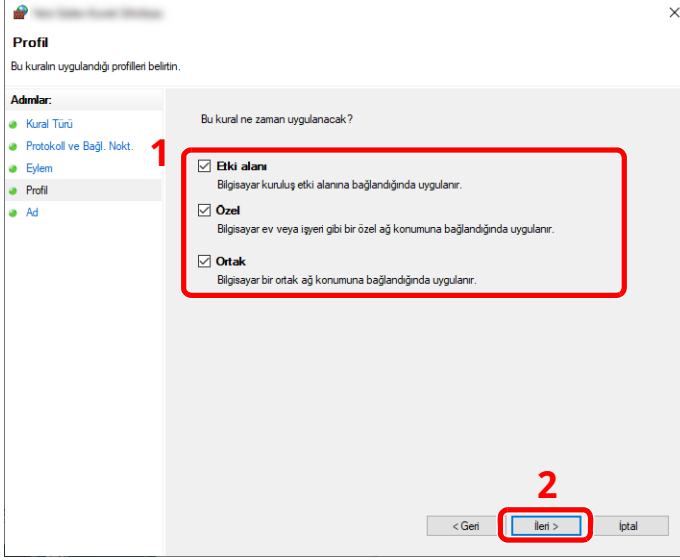 Profil
Bu kuralın uygulandığı profilleri belirtin.
Adımlar:
Kural Türü
Protokoll ve Bağl. Nokt.
Eylem
Profil
Ad
Bu kural ne zaman uygulanacak?
1
Etki alanı
Bilgisayar kuruluş etki alanına bağlandığında uygulanır.
Özel
Bilgisayar ev veya işyeri gibi bir özel ağ konumuna bağlandığında uygulanır.
Ortak
Bilgisayar bir ortak ağ konumuna bağlandığında uygulanır.
2
< Geri İleri > İptal